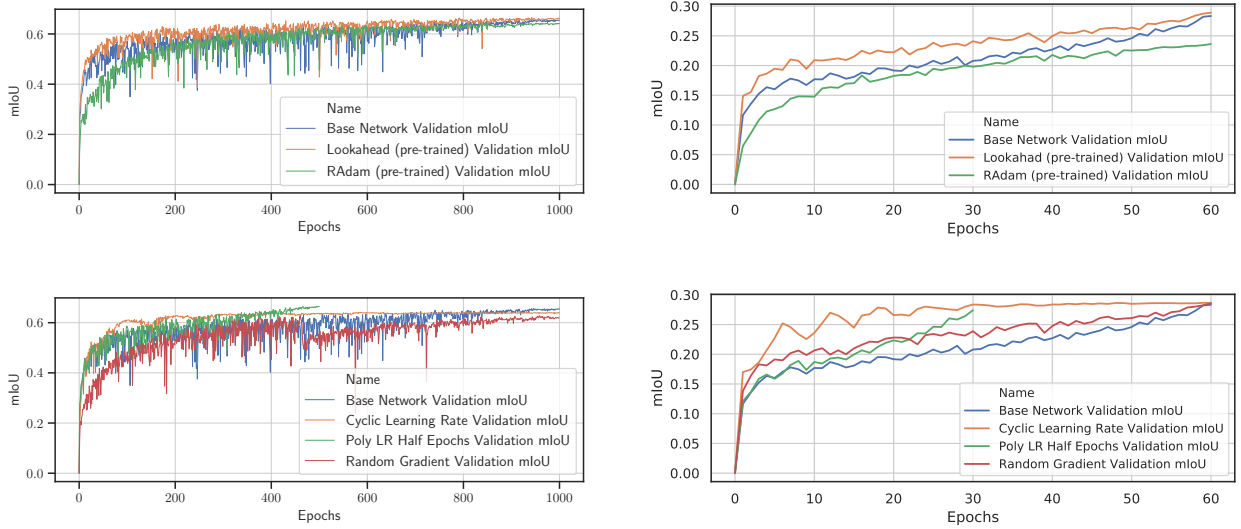 0.6
0.4
0.2
0.0
mIoU
Name
Base Network Validation mIoU
Lookahead (pre-trained) Validation mIoU
RAdam (pre-trained) Validation mIoU
0 200 400 600 800 1000
Epochs
0.30
0.25
0.20
0.15
0.10
0.05
0.00
mIoU
Name
Base Network Validation mIoU
Lookahad (pre-trained) Validation mIoU
RAdam (pre-trained) Validation mIoU
0 10 20 30 40 50 60
Epochs
0.6
0.4
0.2
0.0
mIoU
Name
Base Network Validation mIoU
Cyclic Learning Rate Validation mIoU
Poly LR Half Epochs Validation mIoU
Random Gradient Validation mIoU
0 200 400 600 800 1000
Epochs
0.30
0.25
0.20
0.15
0.10
0.05
0.00
mIoU
Name
Base Network Validation mIoU
Cyclic Learning Rate Validation mIoU
Poly LR Half Epochs Validation mIoU
Random Gradient Validation mIoU
0 10 20 30 40 50 60
Epochs